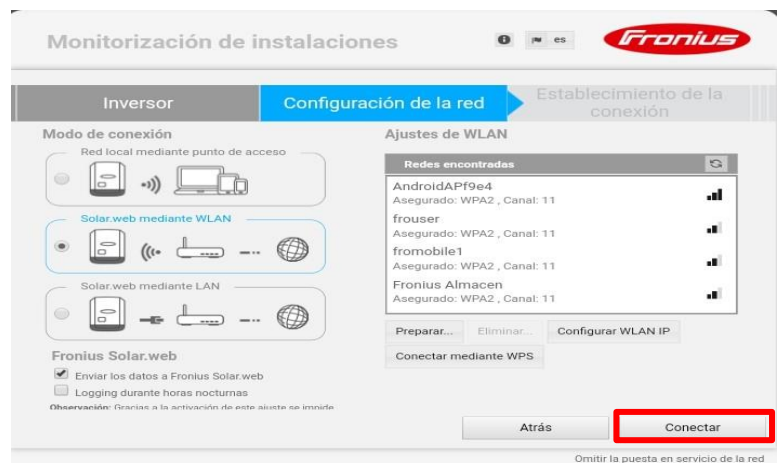 Monitorización de instalaciones
es
Fronius
Inversor
Configuración de la red
Establecimiento de la conexión
Modo de conexión
Red local mediante punto de acceso
Solar.web mediante WLAN
Solar.web mediante LAN
Fronius Solar.web
Enviar los datos a Fronius Solar.web
Logging durante horas nocturnas
Observación: Gracias a la activación de este ajuste se impide
Ajustes de WLAN
Redes encontradas
AndroidAPf9e4
Asegurado: WPA2 , Canal: 11
frouser
Asegurado: WPA2 , Canal: 11
fromobile1
Asegurado: WPA2 , Canal: 11
Fronius Almacen
Asegurado: WPA2 , Canal: 11
Preparar...
Eliminar...
Configurar WLAN IP
Conectar mediante WPS
Atrás
Conectar
Omitir la puesta en servicio de la red